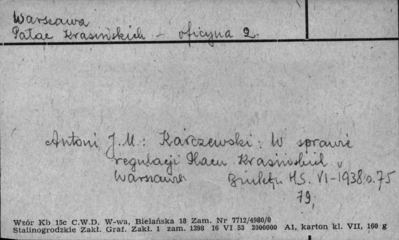 Warszawa
Pałac Krasińskich - oficyna 2.
Antoni J. M.: Karczewski: W sprawie
regulacji Placu Krasińskich w
Warszawie Biuletyn H.S. VI-1938 s. 75
79;
Wzór Kb 15c C.W.D. W-wa, Bielańska 18 Zam. Nr 7712/4980/0
Stalinogrodzkie Zakł. Graf. Zakł. 1 zam. 1398 16 VI 53 2000000 A1, karton kl. VII, 160 g